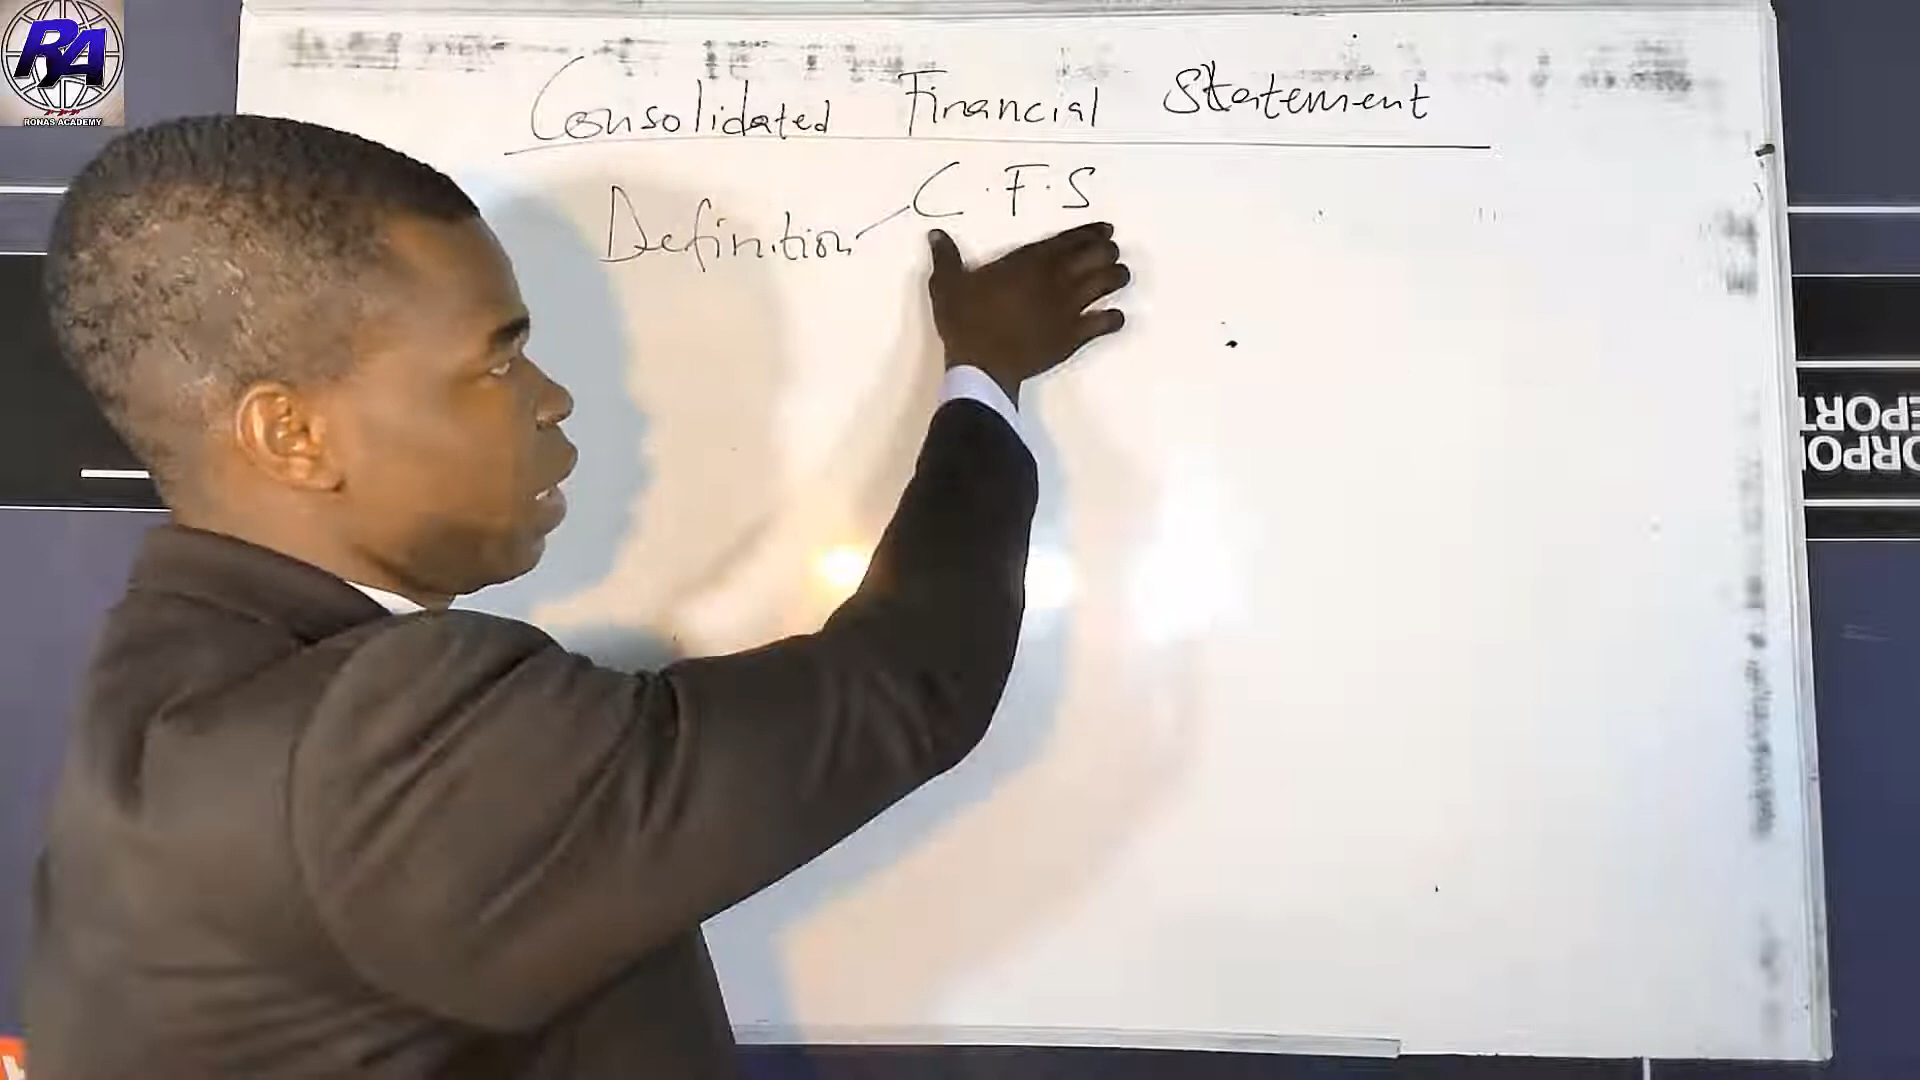 RA
RONAS ACADEMY
Consolidated Financial Statement
Definition C.F.S